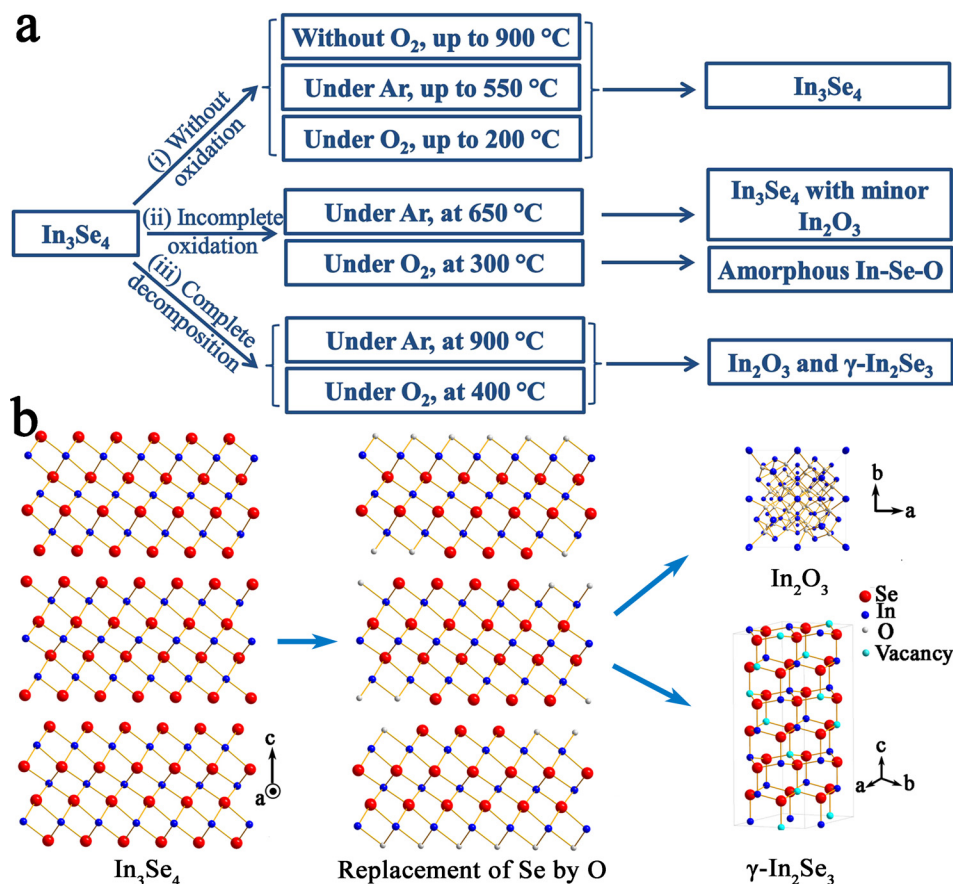 a
Without O₂, up to 900 °C
Under Ar, up to 550 °C
Under O₂, up to 200 °C
In₃Se₄
(i) Without
oxidation
In₃Se₄
(ii) Incomplete
oxidation
Under Ar, at 650 °C
In₃Se₄ with minor
In₂O₃
Under O₂, at 300 °C
Amorphous In-Se-O
(iii) Complete
decomposition
Under Ar, at 900 °C
Under O₂, at 400 °C
In₂O₃ and γ-In₂Se₃
b
c
a
In₃Se₄
Replacement of Se by O
b
a
In₂O₃
Se
In
O
Vacancy
c
a
b
γ-In₂Se₃